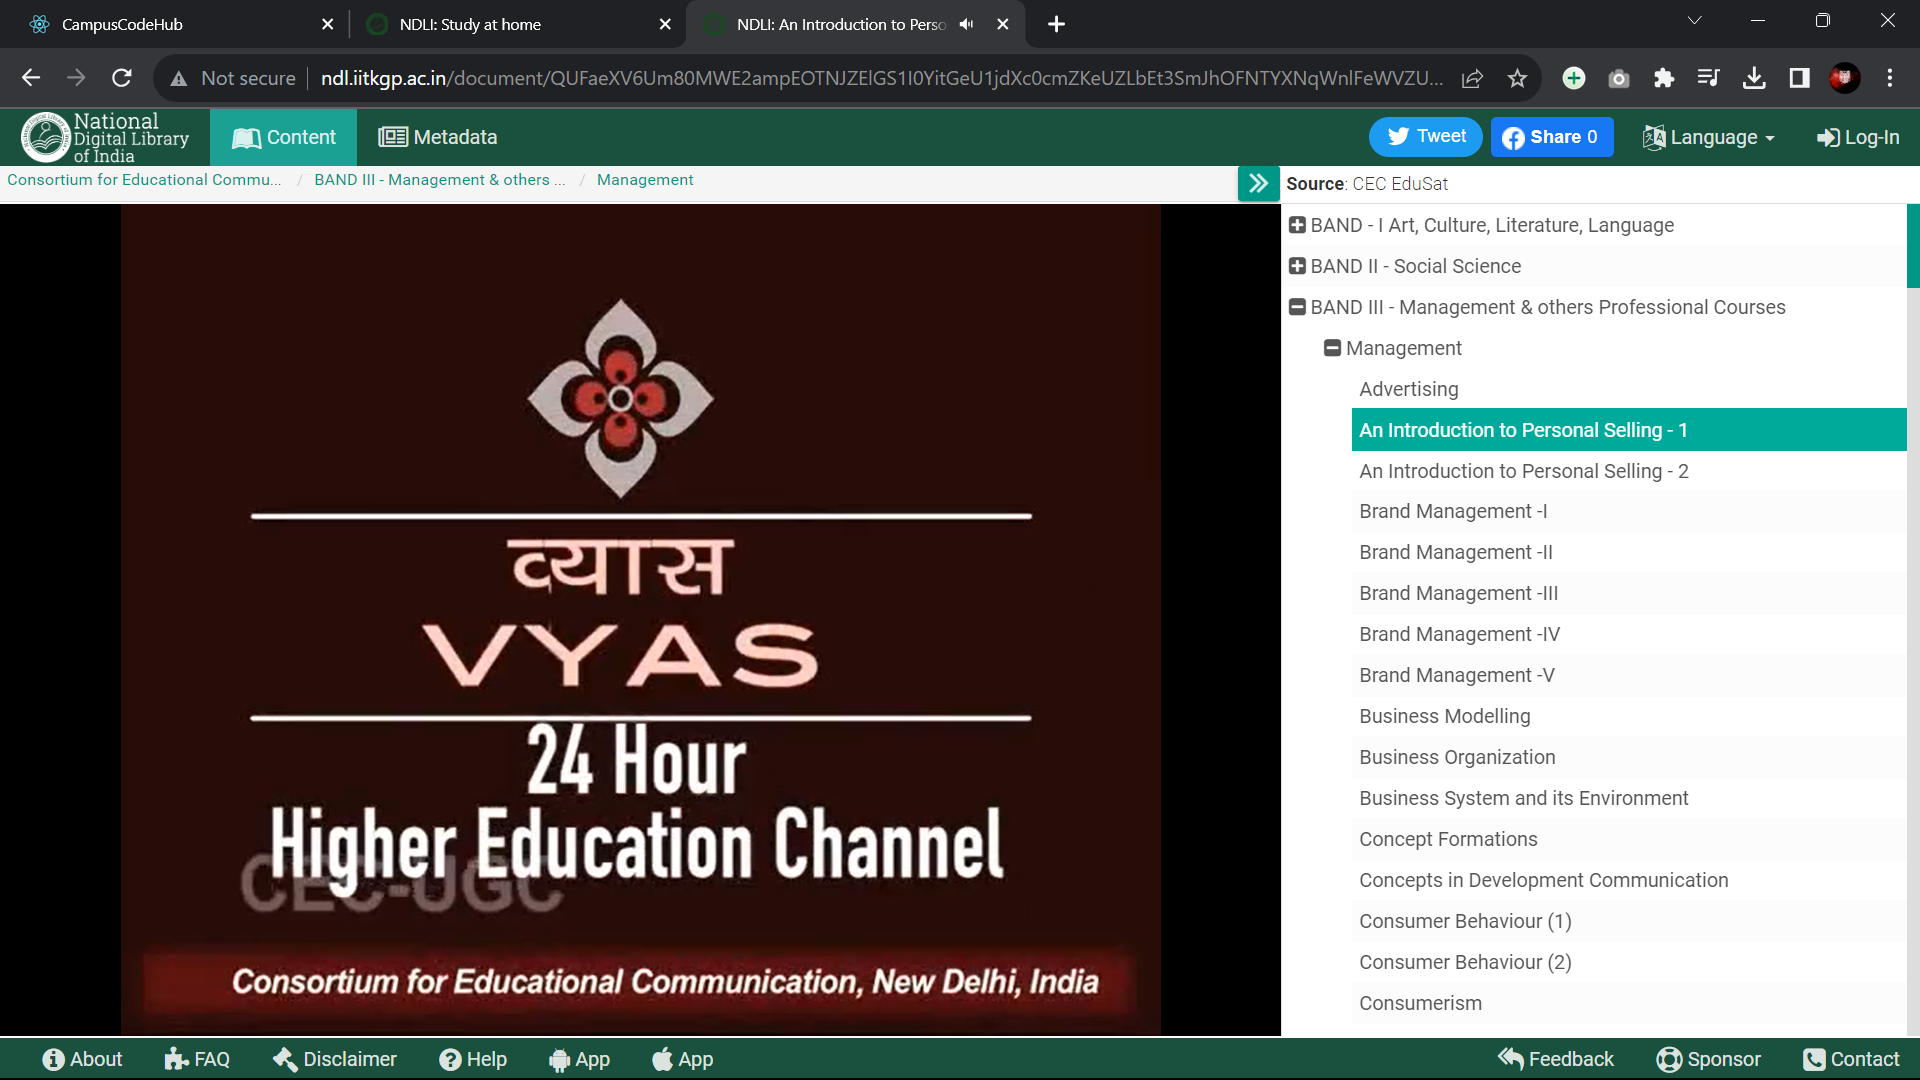 CampusCodeHub
NDLI: Study at home
NDLI: An Introduction to Perso
Not secure
ndl.iitkgp.ac.in/document/QUFaeXV6Um80MWE2ampEOTNJZElGS1l0YitGeU1jdXc0cmZKeUZLbEt3SmJhOFNTYXNqWnlFeWVZU...
National
Digital Library
of India
Content
Metadata
Tweet
Share 0
Language
Log-In
Consortium for Educational Commu... / BAND III - Management & others ... / Management
Source: CEC EduSat
व्यास
VYAS
24 Hour
Higher Education Channel
CEC-UGC
Consortium for Educational Communication, New Delhi, India
BAND - I Art, Culture, Literature, Language
BAND II - Social Science
BAND III - Management & others Professional Courses
Management
Advertising
An Introduction to Personal Selling - 1
An Introduction to Personal Selling - 2
Brand Management -I
Brand Management -II
Brand Management -III
Brand Management -IV
Brand Management -V
Business Modelling
Business Organization
Business System and its Environment
Concept Formations
Concepts in Development Communication
Consumer Behaviour (1)
Consumer Behaviour (2)
Consumerism
About
FAQ
Disclaimer
Help
App
App
Feedback
Sponsor
Contact